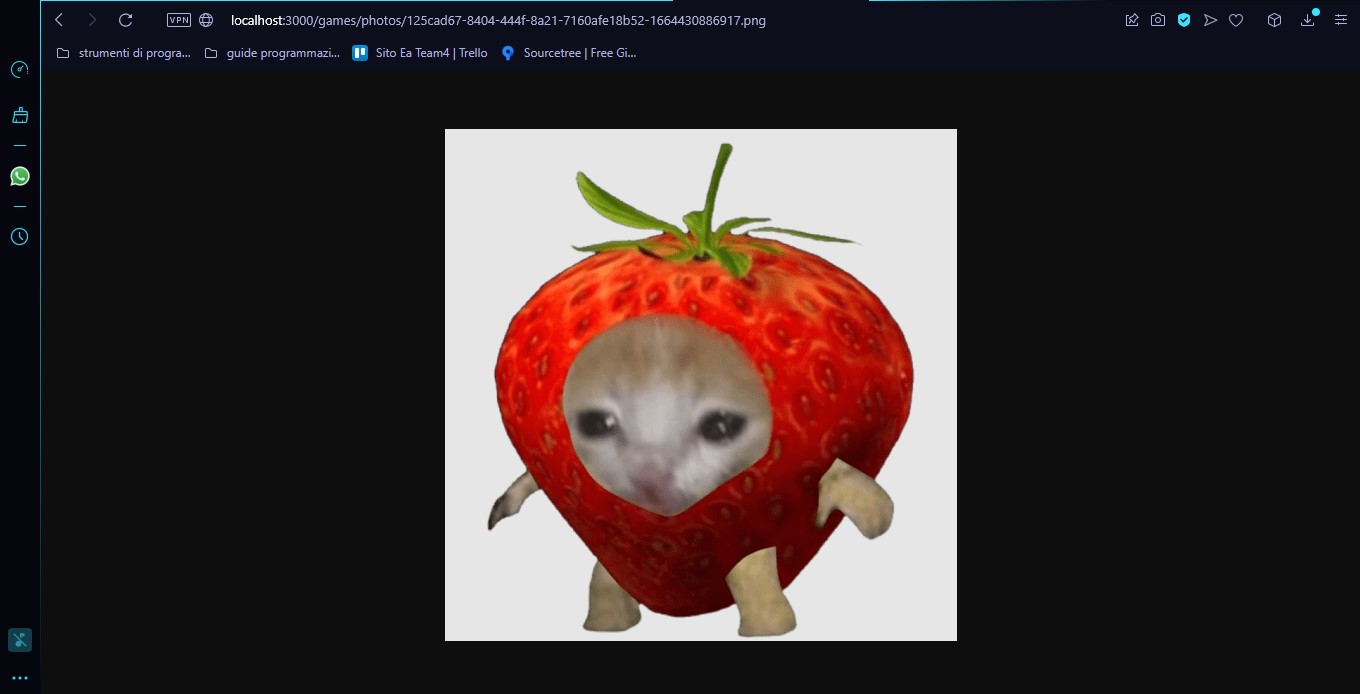 VPN localhost:3000/games/photos/125cad67-8404-444f-8a21-7160afe18b52-1664430886917.png
strumenti di progra... guide programmazi... Sito Ea Team4 | Trello Sourcetree | Free Gi...